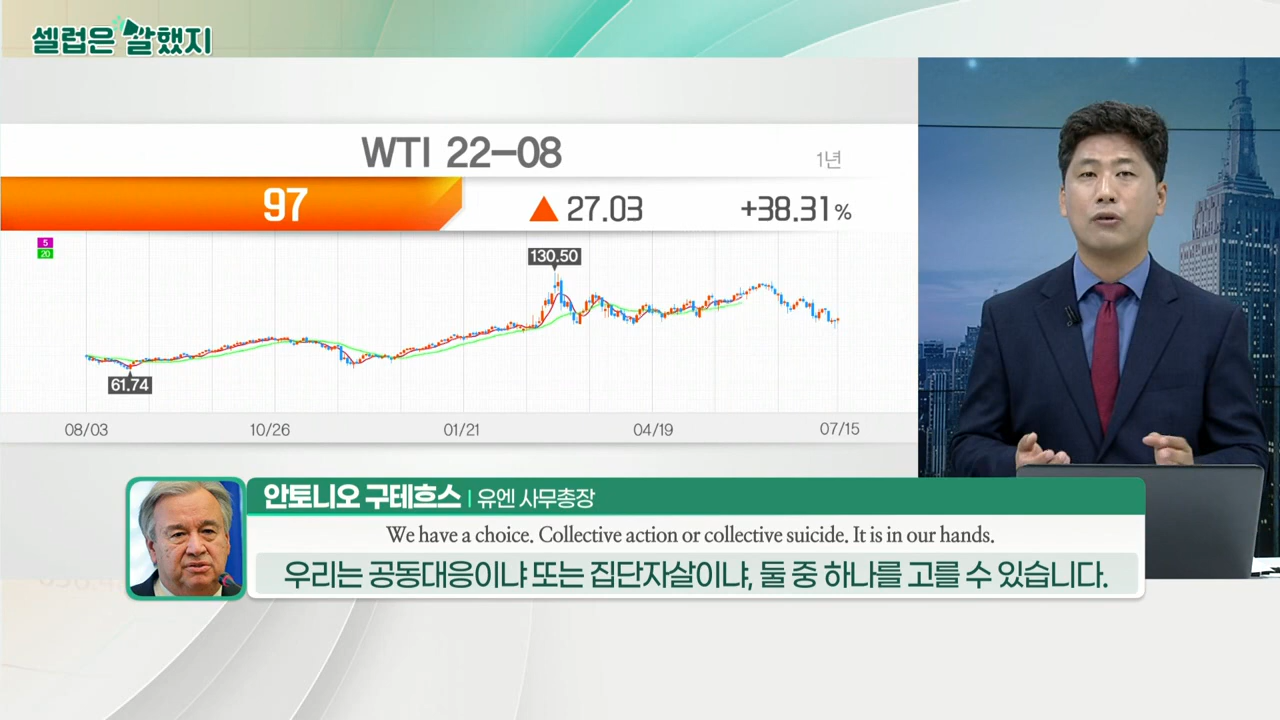 셀럽은 말했지
WTI 22-08
1년
97
▲ 27.03
+38.31%
5
20
130.50
61.74
08/03
10/26
01/21
04/19
07/15
안토니오 구테흐스 | 유엔 사무총장
We have a choice. Collective action or collective suicide. It is in our hands.
우리는 공동대응이냐 또는 집단자살이냐, 둘 중 하나를 고를 수 있습니다.